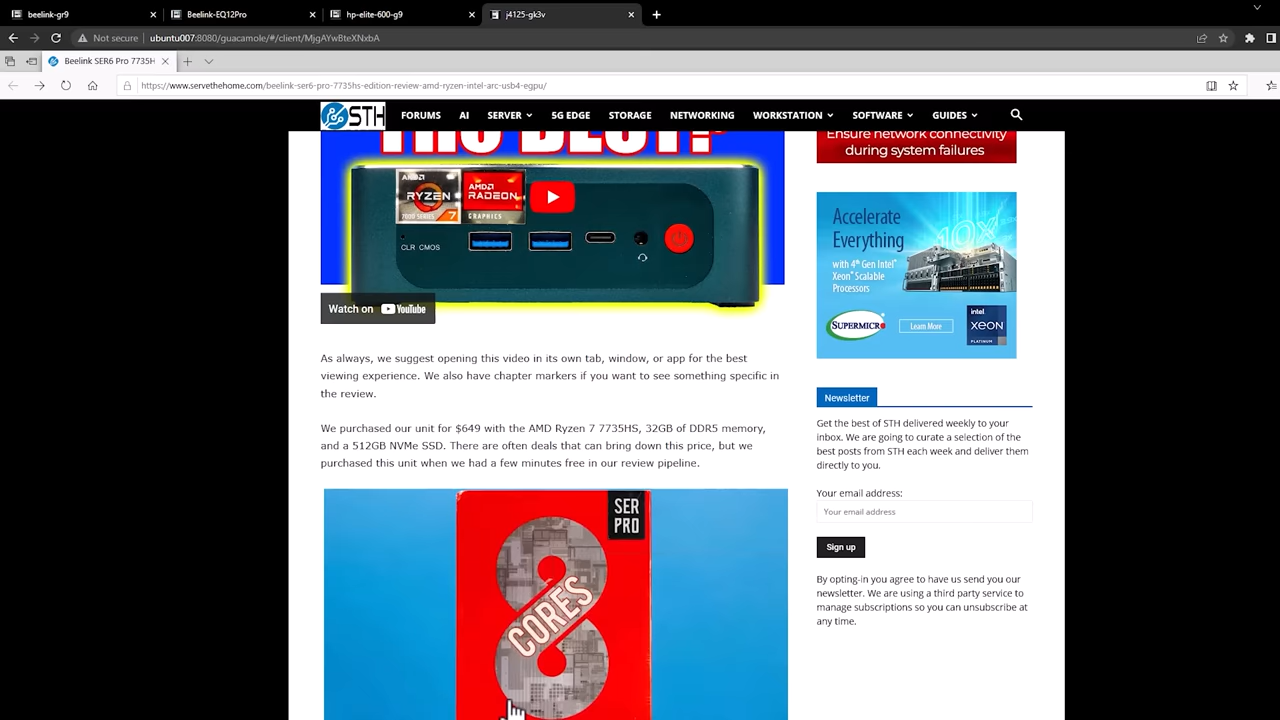 beelink-gr9
Beelink-EQ12Pro
hp-elite-600-g9
j4125-gk3v
Not secure
ubuntu007:8080/guacamole/#/client/MjgAYwBteXNxbA
Beelink SER6 Pro 7735H
https://www.servethehome.com/beelink-ser6-pro-7735hs-edition-review-amd-ryzen-intel-arc-usb4-egpu/
STH
FORUMS
AI
SERVER
5G EDGE
STORAGE
NETWORKING
WORKSTATION
SOFTWARE
GUIDES
THE BEST?
AMD
RYZEN
7000 SERIES 7
AMD
RADEON
GRAPHICS
CLR CMOS
Watch on YouTube
As always, we suggest opening this video in its own tab, window, or app for the best
viewing experience. We also have chapter markers if you want to see something specific in
the review.
We purchased our unit for $649 with the AMD Ryzen 7 7735HS, 32GB of DDR5 memory,
and a 512GB NVMe SSD. There are often deals that can bring down this price, but we
purchased this unit when we had a few minutes free in our review pipeline.
SER
PRO
CORES
Ensure network connectivity
during system failures
Accelerate
Everything
10X
with 4th Gen Intel®
Xeon® Scalable
Processors
SUPERMICRO
Learn More
intel
XEON
PLATINUM
Newsletter
Get the best of STH delivered weekly to your
inbox. We are going to curate a selection of the
best posts from STH each week and deliver them
directly to you.
Your email address:
Your email address
Sign up
By opting-in you agree to have us send you our
newsletter. We are using a third party service to
manage subscriptions so you can unsubscribe at
any time.